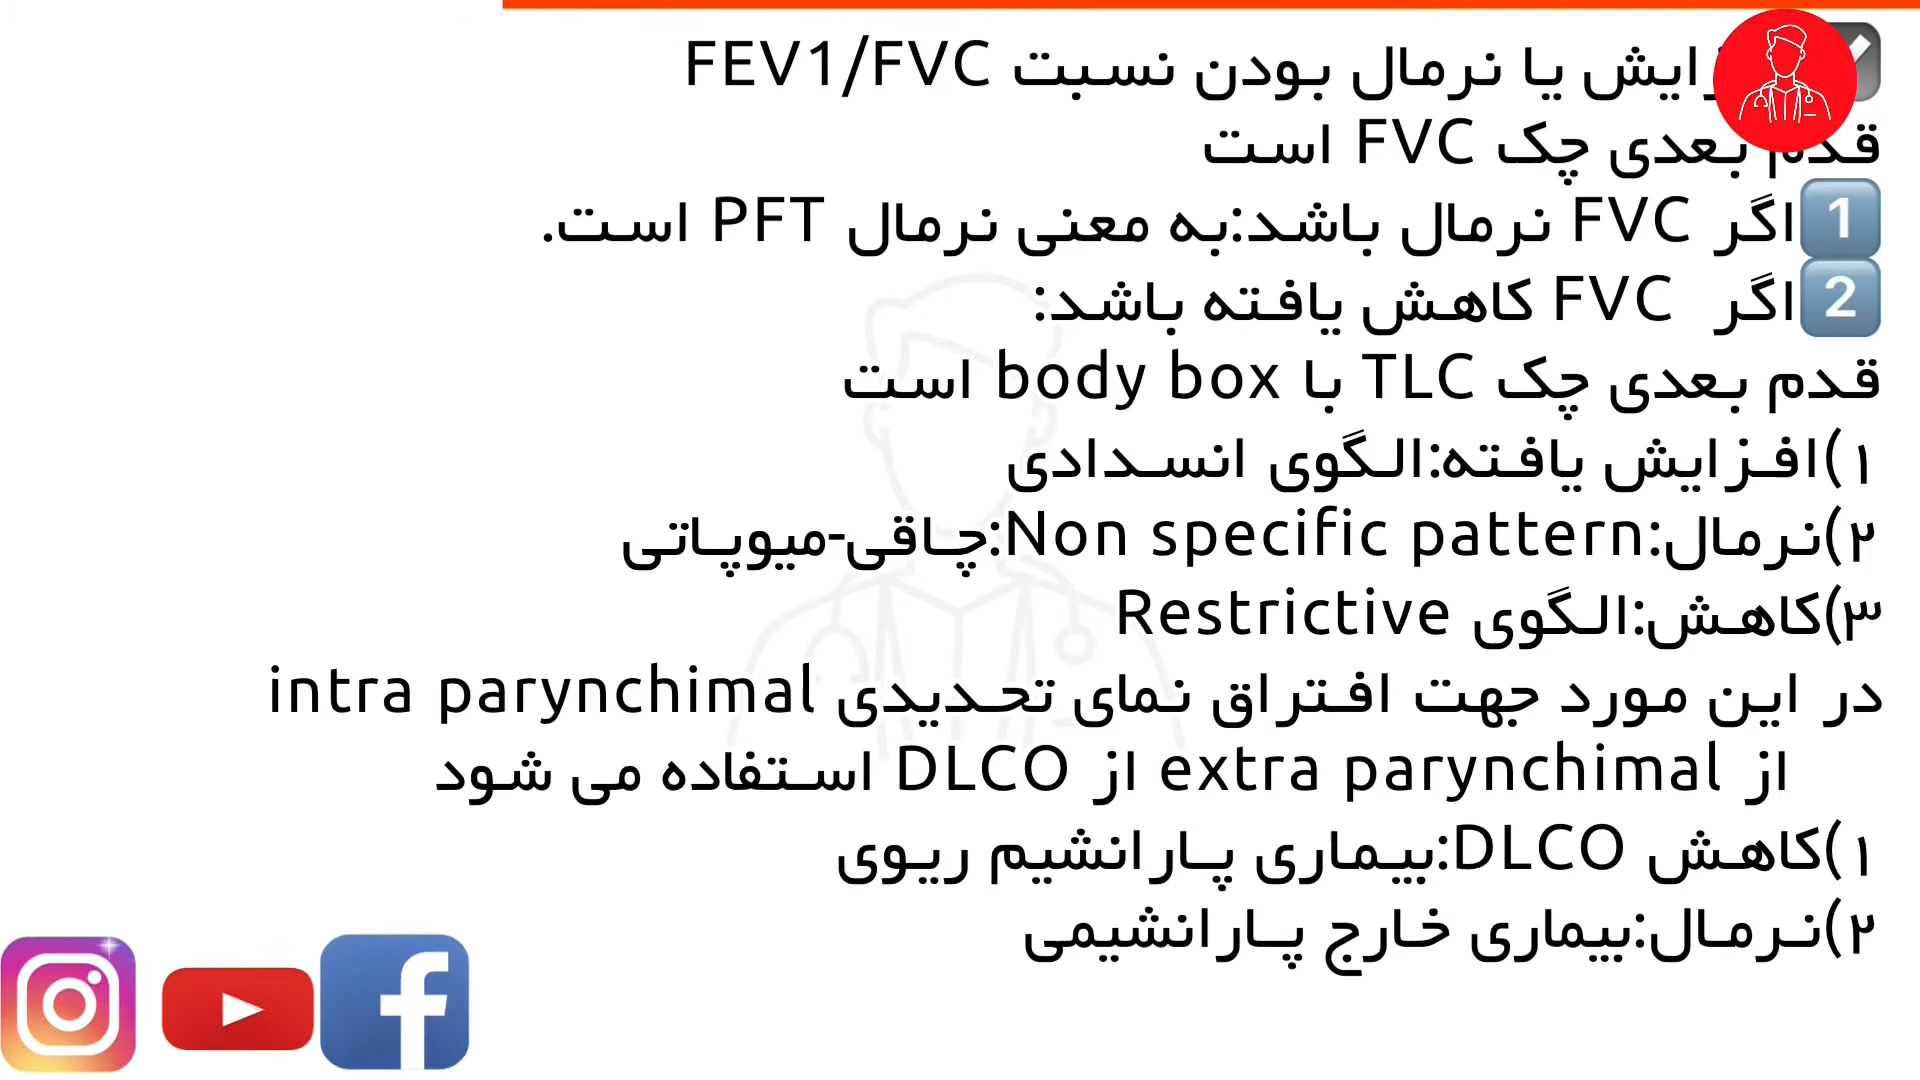 یا نرمال بودن نسبت FEV1/FVC
قدم بعدی چک FVC است
1 اگر FVC نرمال باشد:به معنی نرمال PFT است.
2 اگر FVC کاهش یافته باشد:
قدم بعدی چک TLC با body box است
۱)افزایش یافته:الگوی انسدادی
۲)نرمال:Non specific pattern:چاقی-میوپاتی
۳)کاهش:الگوی Restrictive
در این مورد جهت افتراق نمای تحدیدی intra parynchimal
از extra parynchimal از DLCO استفاده می شود
۱)کاهش DLCO:بیماری پارانشیم ریوی
۲)نرمال:بیماری خارج پارانشیمی